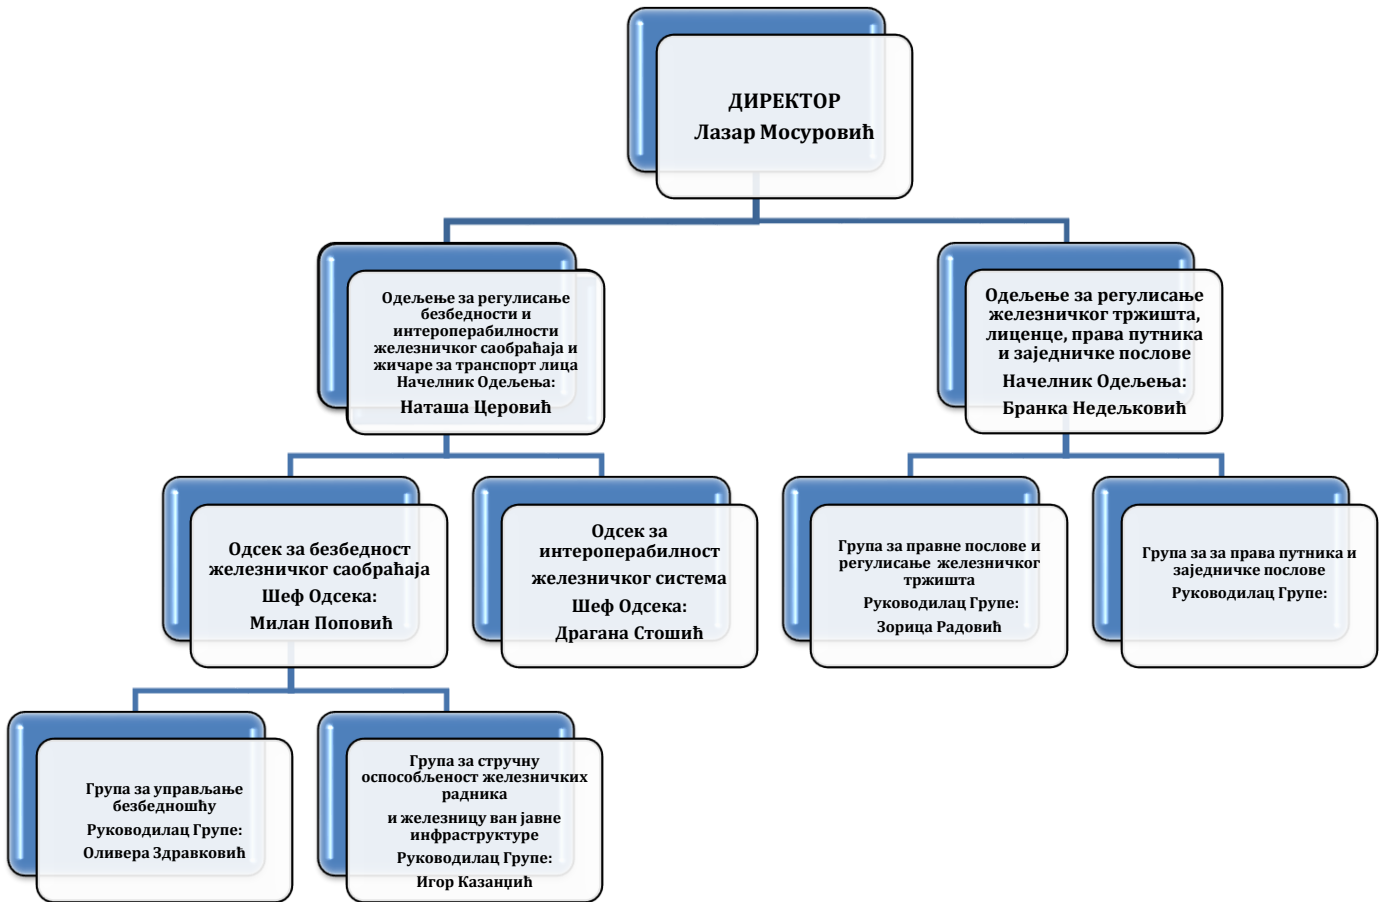 ДИРЕКТОР
Лазар Мосуровић
Одељење за регулисање
безбедности и
интероперабилности
железничког саобраћаја и
жичаре за транспорт лица
Начелник Одељења:
Наташа Церовић
Одељење за регулисање
железничког тржишта,
лиценце, права путника
и заједничке послове
Начелник Одељења:
Бранка Недељковић
Одсек за безбедност
железничког саобраћаја
Шеф Одсека:
Милан Поповић
Одсек за
интероперабилност
железничког система
Шеф Одсека:
Драгана Стошић
Група за правне послове и
регулисање железничког
тржишта
Руководилац Групе:
Зорица Радовић
Група за за права путника и
заједничке послове
Руководилац Групе:
Група за управљање
безбедношћу
Руководилац Групе:
Оливера Здравковић
Група за стручну
оспособљеност железничких
радника
и железницу ван јавне
инфраструктуре
Руководилац Групе:
Игор Казанџић